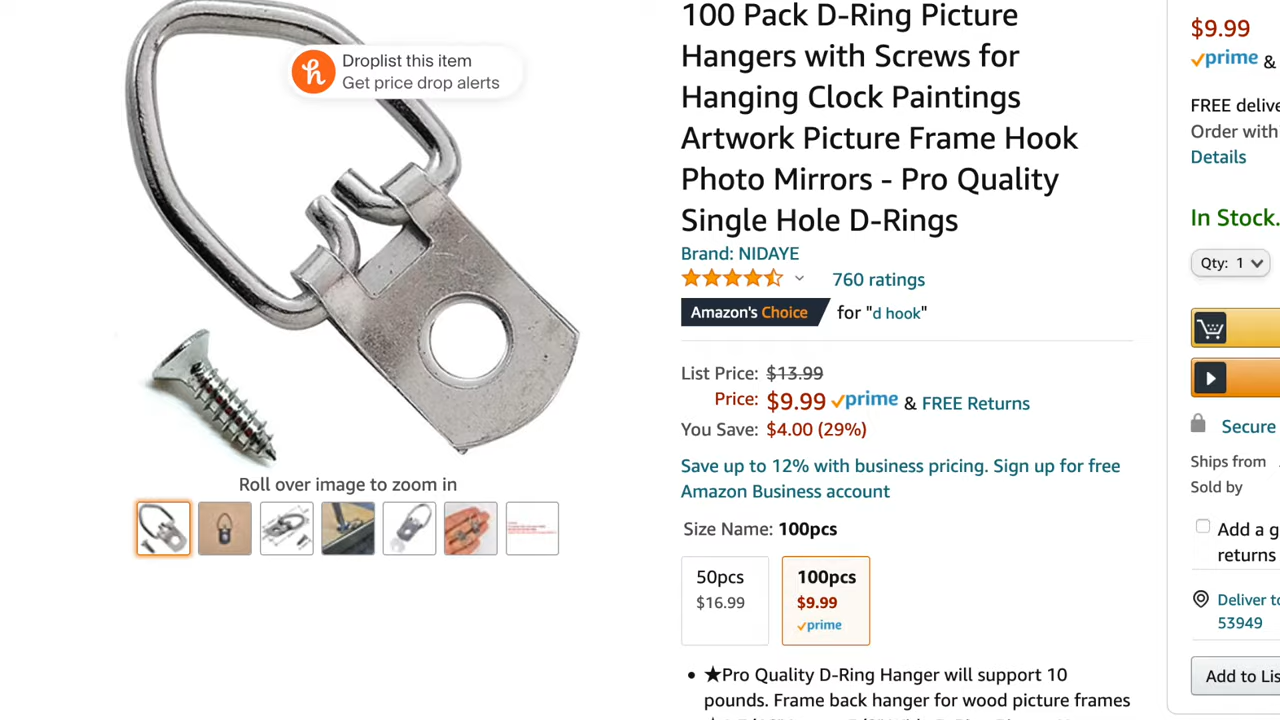 Droplist this item
Get price drop alerts
Roll over image to zoom in
100 Pack D-Ring Picture
Hangers with Screws for
Hanging Clock Paintings
Artwork Picture Frame Hook
Photo Mirrors - Pro Quality
Single Hole D-Rings
Brand: NIDAYE
760 ratings
Amazon's Choice for "d hook"
List Price: $13.99
Price: $9.99 prime & FREE Returns
You Save: $4.00 (29%)
Save up to 12% with business pricing. Sign up for free
Amazon Business account
Size Name: 100pcs
50pcs
$16.99
100pcs
$9.99
prime
★Pro Quality D-Ring Hanger will support 10
pounds. Frame back hanger for wood picture frames
$9.99
prime &
FREE
Order with
Details
In Stock.
Qty: 1
Secure
Ships from
Sold by
Add a
returns
Deliver
53949
Add to